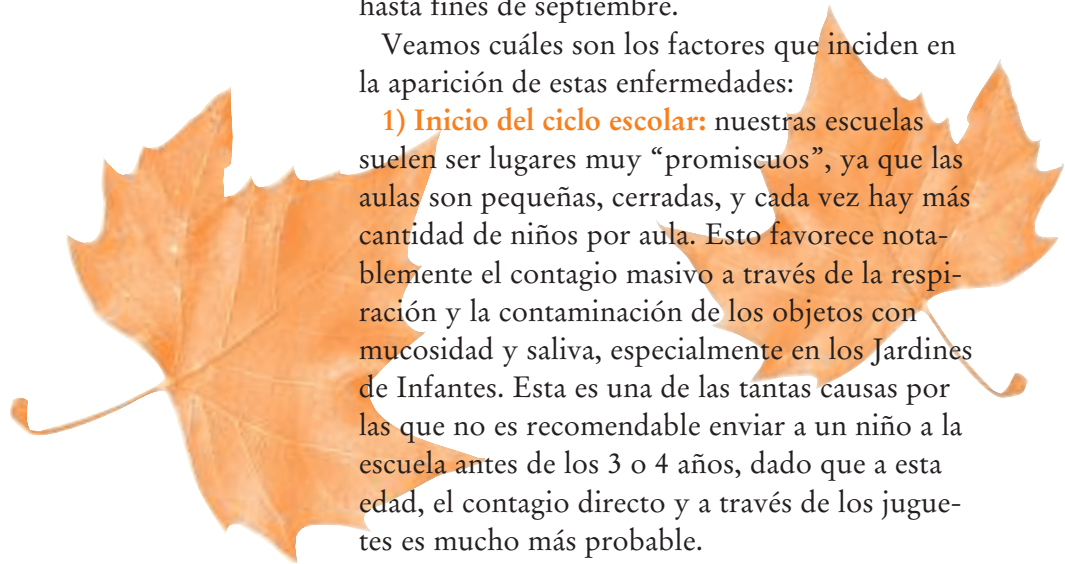 hasta fines de septiembre.
Veamos cuáles son los factores que inciden en
la aparición de estas enfermedades:
1) Inicio del ciclo escolar: nuestras escuelas
suelen ser lugares muy “promiscuos”, ya que las
aulas son pequeñas, cerradas, y cada vez hay más
cantidad de niños por aula. Esto favorece nota-
blemente el contagio masivo a través de la respi-
ración y la contaminación de los objetos con
mucosidad y saliva, especialmente en los Jardines
de Infantes. Esta es una de las tantas causas por
las que no es recomendable enviar a un niño a la
escuela antes de los 3 o 4 años, dado que a esta
edad, el contagio directo y a través de los jugue-
tes es mucho más probable.